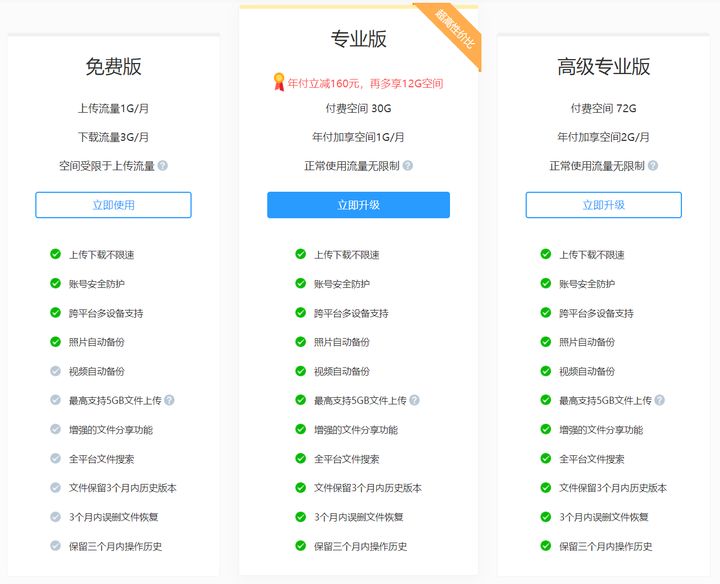 免费版
上传流量1G/月
下载流量3G/月
空间受限于上传流量 ?
立即使用
上传下载不限速
账号安全防护
跨平台多设备支持
照片自动备份
视频自动备份
最高支持5GB文件上传 ?
增强的文件分享功能
全平台文件搜索
文件保留3个月内历史版本
3个月内误删文件恢复
保留三个月内操作历史
超高性价比
专业版
年付立减160元，再多享12G空间
付费空间 30G
年付加享空间1G/月
正常使用流量无限制 ?
立即升级
上传下载不限速
账号安全防护
跨平台多设备支持
照片自动备份
视频自动备份
最高支持5GB文件上传 ?
增强的文件分享功能
全平台文件搜索
文件保留3个月内历史版本
3个月内误删文件恢复
保留三个月内操作历史
高级专业版
付费空间 72G
年付加享空间2G/月
正常使用流量无限制 ?
立即升级
上传下载不限速
账号安全防护
跨平台多设备支持
照片自动备份
视频自动备份
最高支持5GB文件上传 ?
增强的文件分享功能
全平台文件搜索
文件保留3个月内历史版本
3个月内误删文件恢复
保留三个月内操作历史